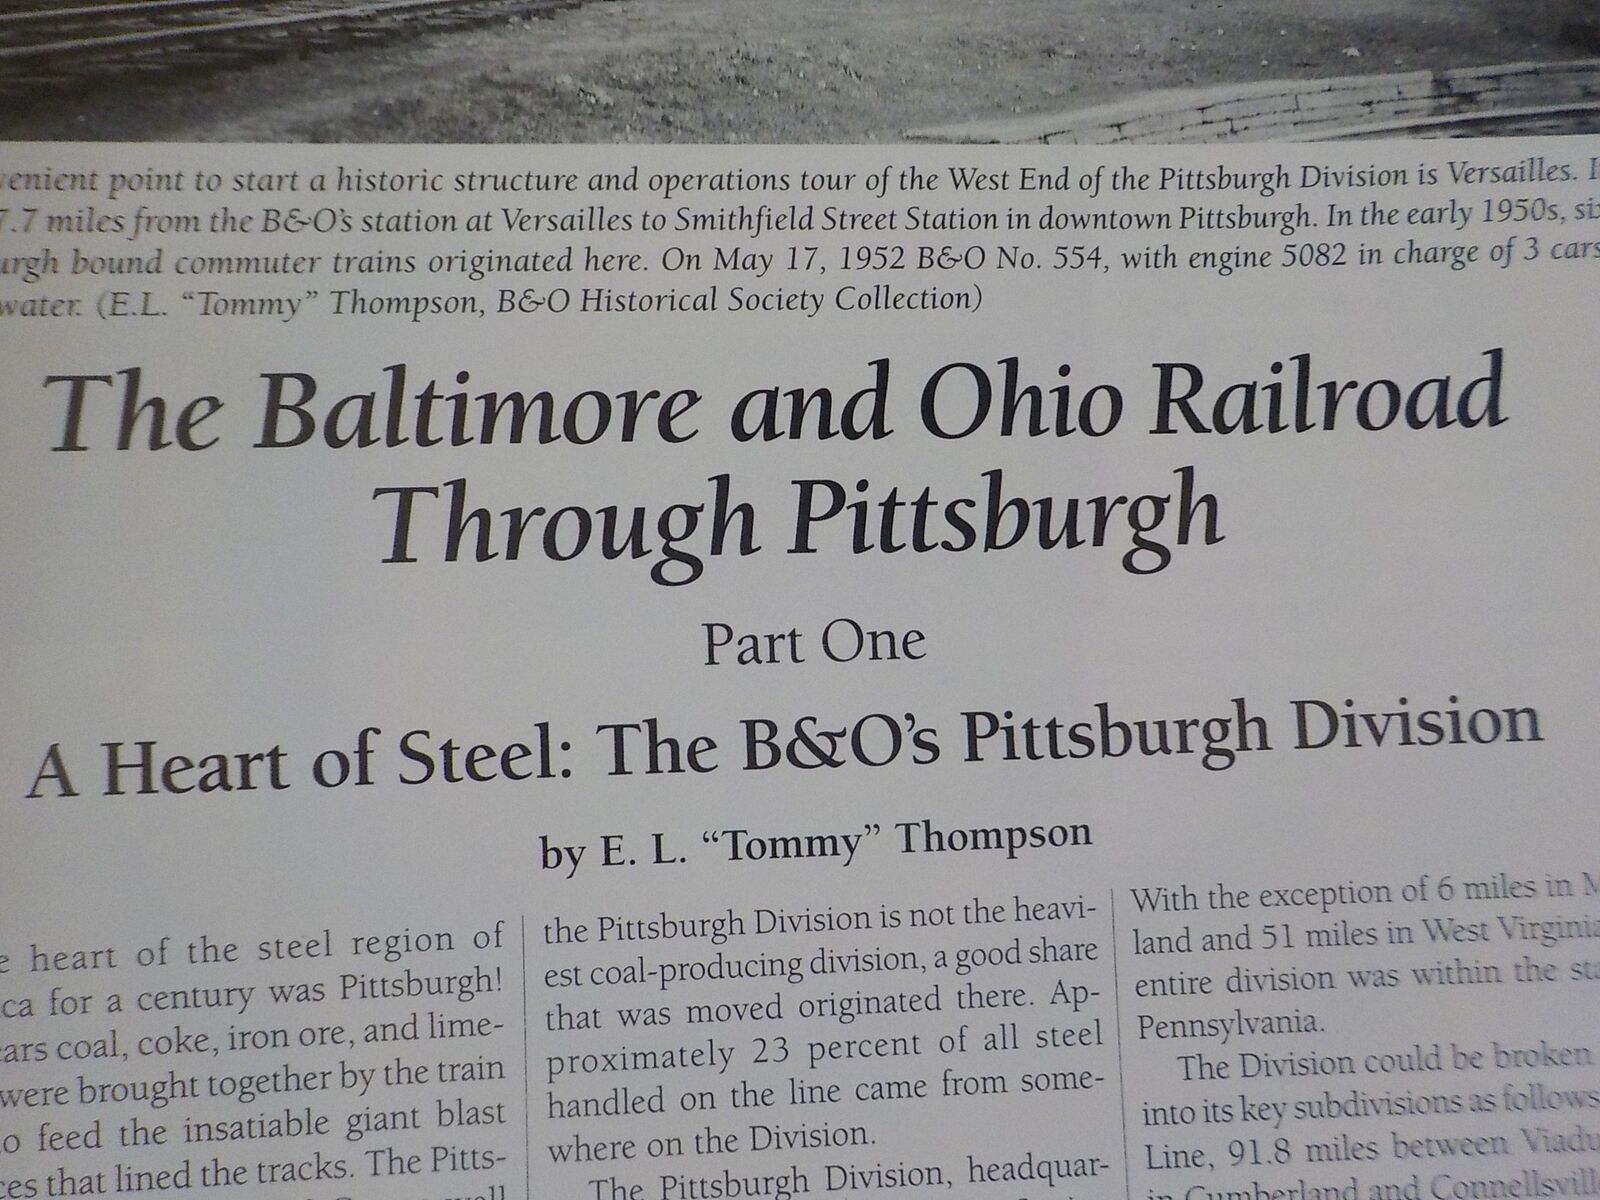 venient point to start a historic structure and operations tour of the West End of the Pittsburgh Division is Versailles. I
7.7 miles from the B&O's station at Versailles to Smithfield Street Station in downtown Pittsburgh. In the early 1950s, six
urgh bound commuter trains originated here. On May 17, 1952 B&O No. 554, with engine 5082 in charge of 3 cars
water. (E.L. “Tommy” Thompson, B&O Historical Society Collection)
The Baltimore and Ohio Railroad
Through Pittsburgh
Part One
A Heart of Steel: The B&O’s Pittsburgh Division
by E. L. “Tommy” Thompson
e heart of the steel region of
ca for a century was Pittsburgh!
ears coal, coke, iron ore, and lime-
were brought together by the train
o feed the insatiable giant blast
ces that lined the tracks. The Pitts-
well
the Pittsburgh Division is not the heavi-
est coal-producing division, a good share
that was moved originated there. Ap-
proximately 23 percent of all steel
handled on the line came from some-
where on the Division.
The Pittsburgh Division, headquar-
With the exception of 6 miles in M
land and 51 miles in West Virginia
entire division was within the sta
Pennsylvania.
The Division could be broken
into its key subdivisions as follows
Line, 91.8 miles between Viadu
in Cumberland and Connellsvill